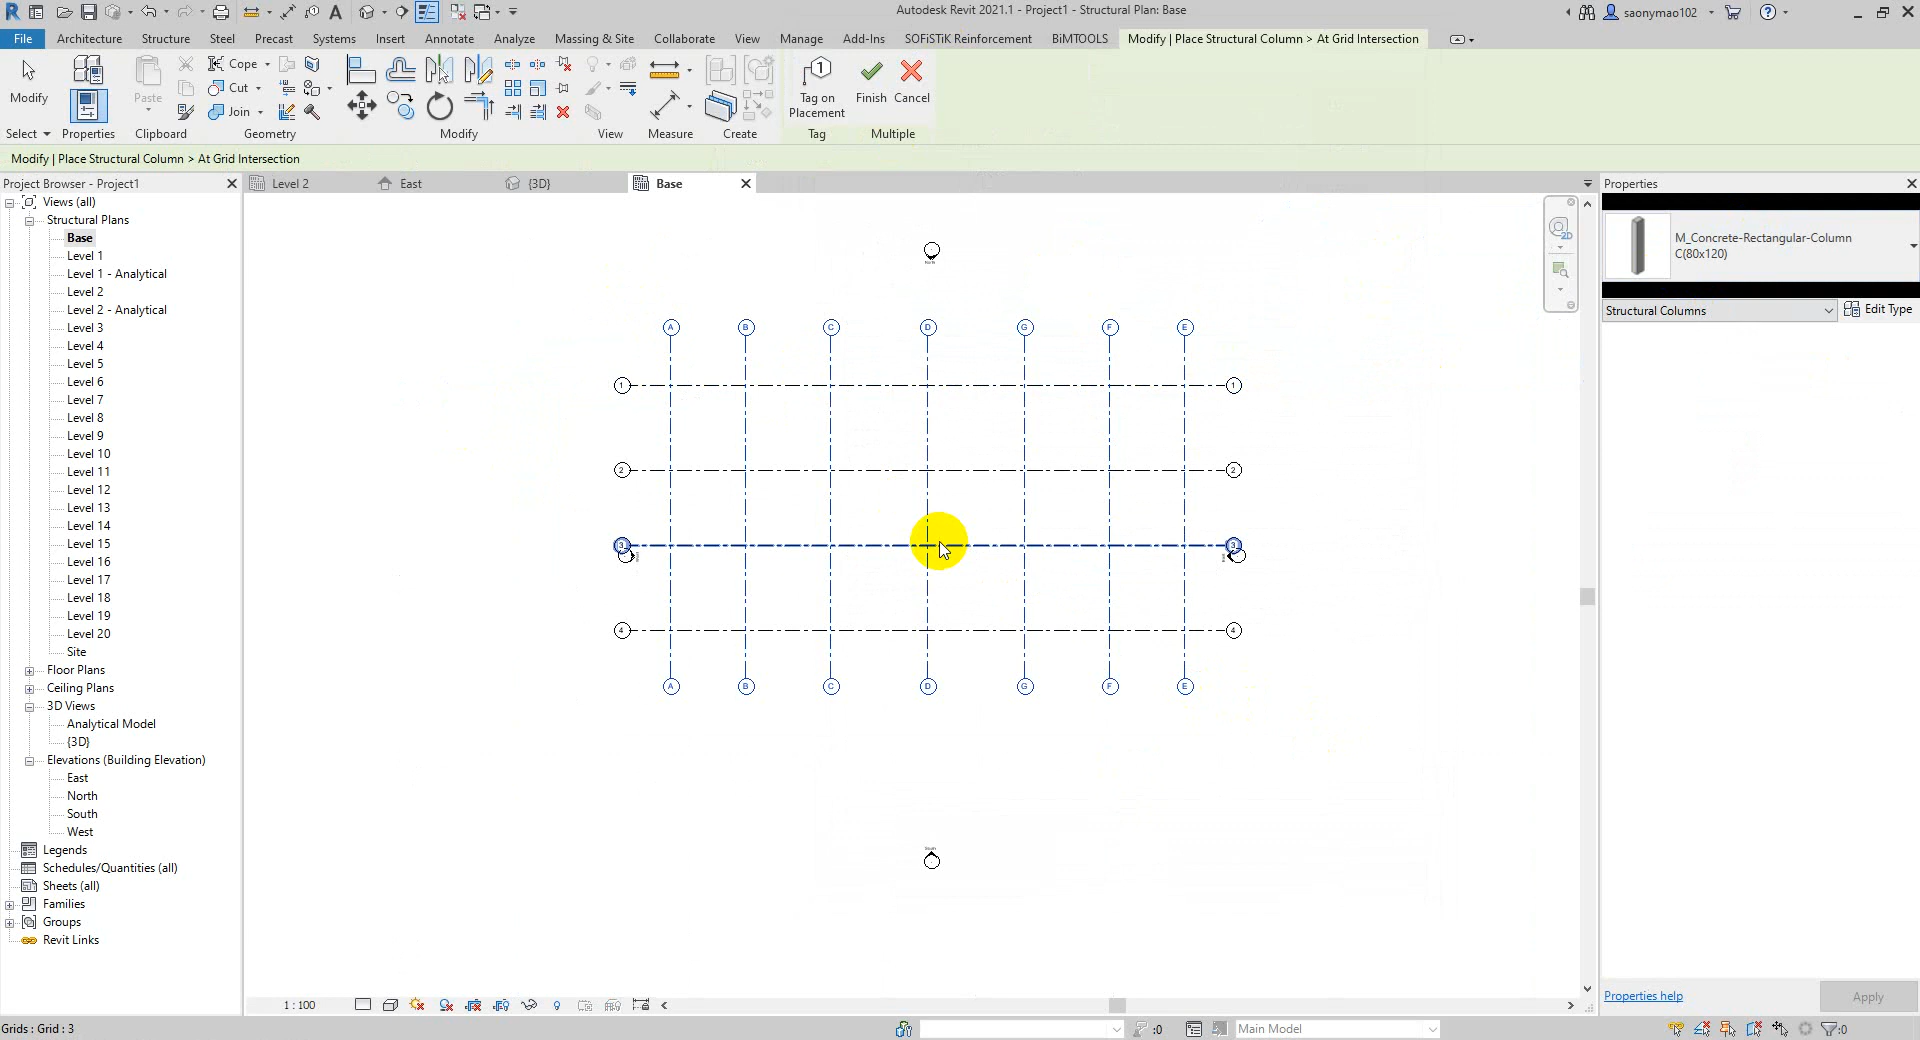 Autodesk Revit 2021.1 - Project1 - Structural Plan: Base
saonymao102
File Architecture Structure Steel Precast Systems Insert Annotate Analyze Massing & Site Collaborate View Manage Add-Ins SOFiSTiK Reinforcement BiMTOOLS Modify | Place Structural Column > At Grid Intersection
Modify
Paste
Cope
Cut
Join
Tag on
Placement
Finish
Cancel
Select Properties Clipboard Geometry Modify View Measure Create Tag Multiple
Modify | Place Structural Column > At Grid Intersection
Project Browser - Project1
Views (all)
Structural Plans
Base
Level 1
Level 1 - Analytical
Level 2
Level 2 - Analytical
Level 3
Level 4
Level 5
Level 6
Level 7
Level 8
Level 9
Level 10
Level 11
Level 12
Level 13
Level 14
Level 15
Level 16
Level 17
Level 18
Level 19
Level 20
Site
Floor Plans
Ceiling Plans
3D Views
Analytical Model
{3D}
Elevations (Building Elevation)
East
North
South
West
Legends
Schedules/Quantities (all)
Sheets (all)
Families
Groups
Revit Links
Level 2 East {3D} Base
2D
A B C D G F E
1 1
2 2
3 3
4 4
A B C D G F E
South
Properties
M_Concrete-Rectangular-Column
C(80x120)
Structural Columns
Edit Type
Properties help
Apply
1 : 100
Grids : Grid : 3
:0
Main Model
:0